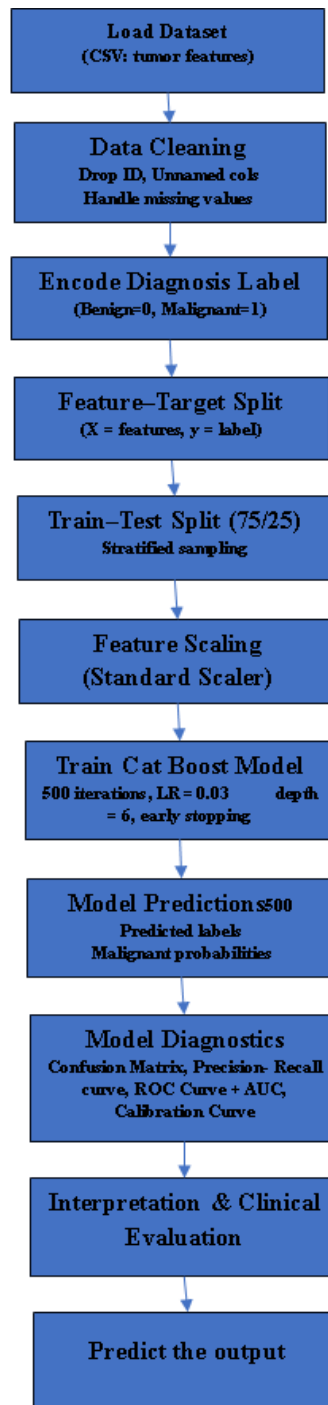 Load Dataset
(CSV: tumor features)
Data Cleaning
Drop ID, Unnamed cols
Handle missing values
Encode Diagnosis Label
(Benign=0, Malignant=1)
Feature–Target Split
(X = features, y = label)
Train–Test Split (75/25)
Stratified sampling
Feature Scaling
(Standard Scaler)
Train Cat Boost Model
500 iterations, LR = 0.03 depth
= 6, early stopping
Model Predictions500
Predicted labels
Malignant probabilities
Model Diagnostics
Confusion Matrix, Precision- Recall
curve, ROC Curve + AUC,
Calibration Curve
Interpretation & Clinical
Evaluation
Predict the output